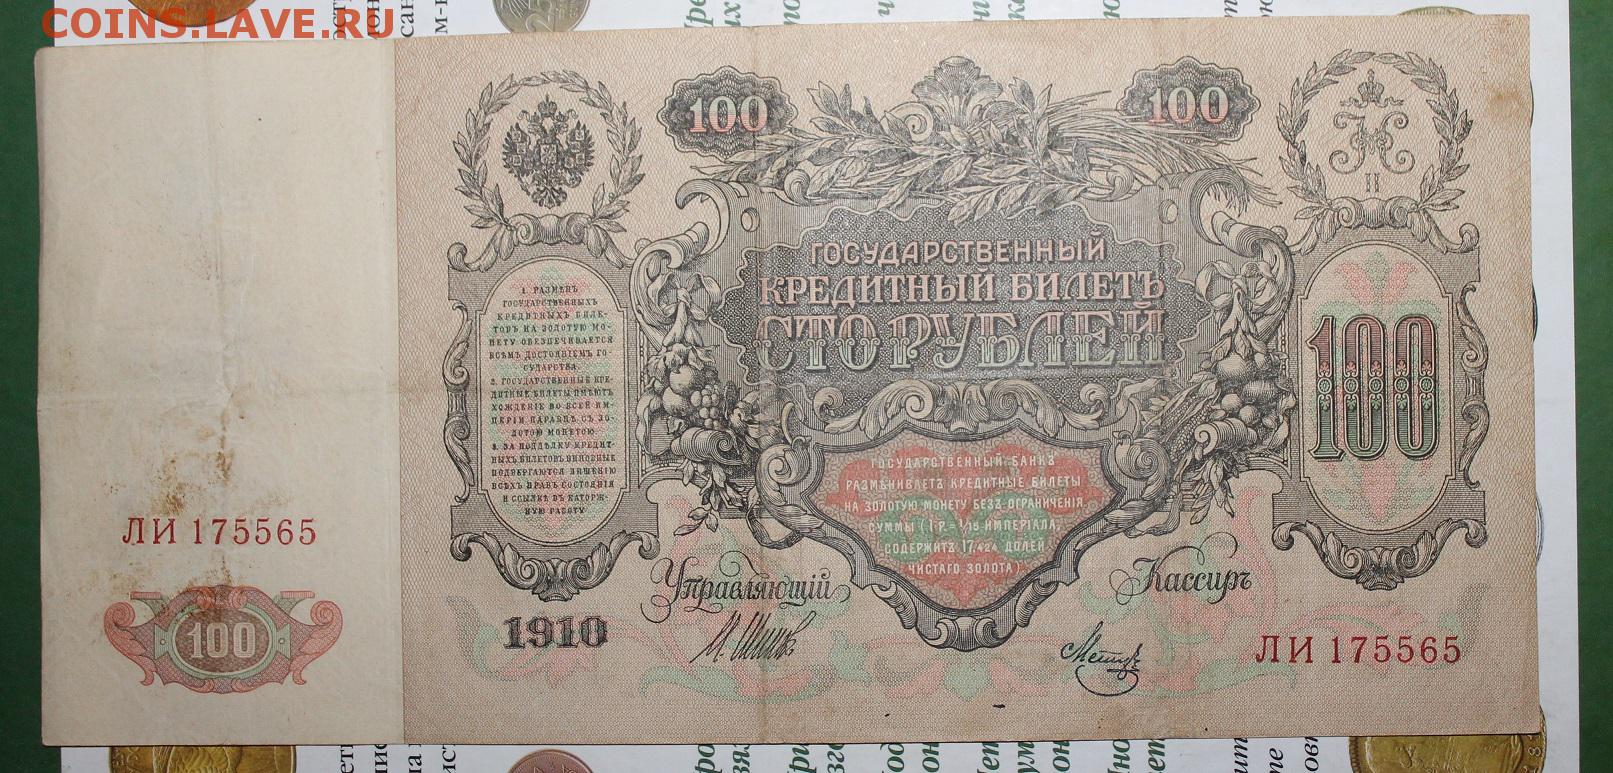 COINS.LAVE.RU
100
100
II
ГОСУДАРСТВЕННЫЙ
КРЕДИТНЫЙ БИЛЕТЪ
СТО РУБЛЕЙ
1. РАЗМѢНЪ
ГОСУДАРСТВЕННЫХЪ
КРЕДИТНЫХЪ БИЛЕ-
ТОВЪ НА ЗОЛОТУЮ МО-
НЕТУ ОБЕЗПЕЧИВАЕТСЯ
ВСѢМЪ ДОСТОЯНІЕМЪ ГО-
СУДАРСТВА.
2. ГОСУДАРСТВЕННЫЕ КРЕ-
ДИТНЫЕ БИЛЕТЫ ИМѢЮТЪ
ХОЖДЕНІЕ ВО ВСЕЙ ИМ-
ПЕРІИ НАРАВНѢ СЪ ЗО-
ЛОТОЮ МОНЕТОЮ
3. ЗА ПОДДѢЛКУ КРЕДИТ-
НЫХЪ БИЛЕТОВЪ ВИНОВНЫЕ
ПОДВЕРГАЮТСЯ ЛИШЕНІЮ
ВСѢХЪ ПРАВЪ СОСТОЯНІЯ
И ССЫЛКѢ ВЪ КАТОРЖ-
НУЮ РАБОТУ
100
ГОСУДАРСТВЕННЫЙ БАНКЪ
РАЗМѢНИВАЕТЪ КРЕДИТНЫЕ БИЛЕТЫ
НА ЗОЛОТУЮ МОНЕТУ БЕЗЪ ОГРАНИЧЕНІЯ
СУММЫ (1 Р.= 1/15 ИМПЕРІАЛА,
СОДЕРЖИТЪ 17,424 ДОЛЕЙ
ЧИСТАГО ЗОЛОТА)
ЛИ 175565
100
Управляющій
Кассиръ
1910
ЛИ 175565